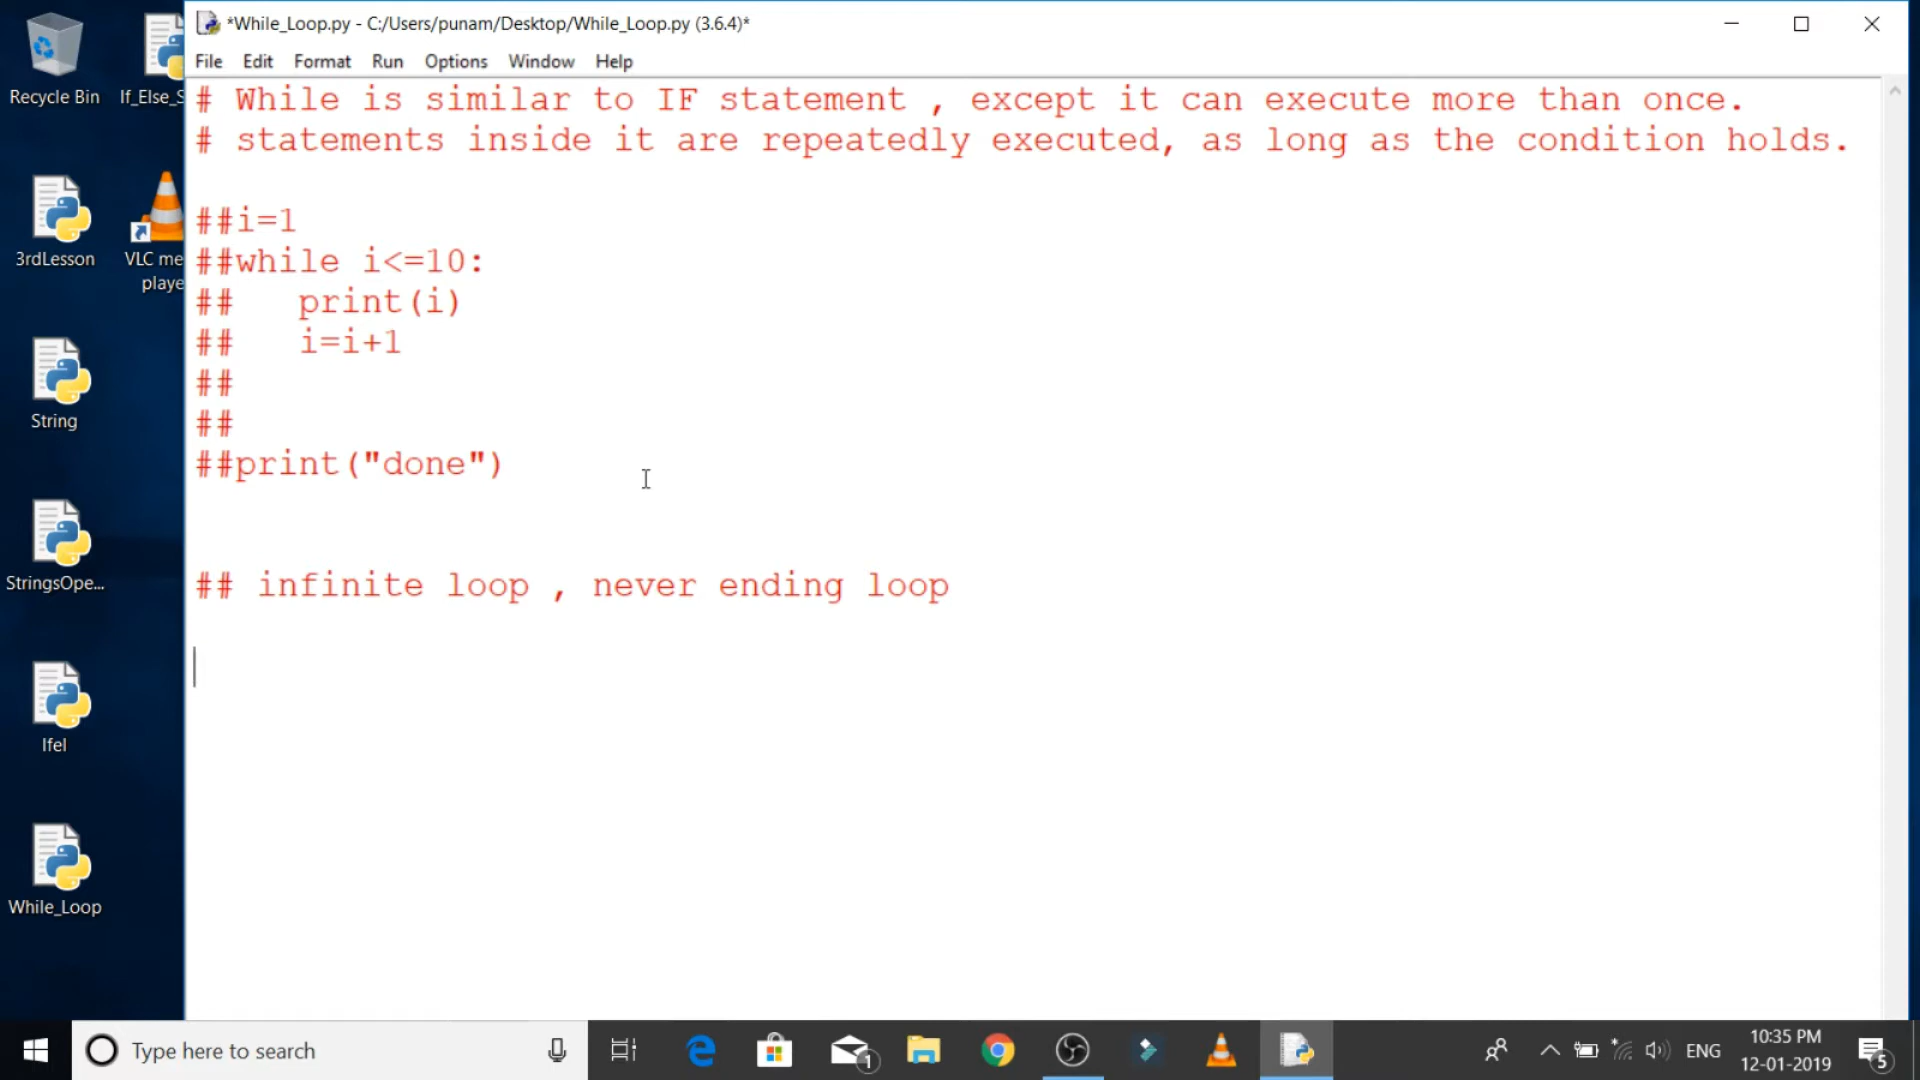 *While_Loop.py - C:/Users/punam/Desktop/While_Loop.py (3.6.4)*
File Edit Format Run Options Window Help
# While is similar to IF statement , except it can execute more than once.
# statements inside it are repeatedly executed, as long as the condition holds.
##i=1
##while i<=10:
##   print(i)
##   i=i+1
##
##
##print("done")
## infinite loop , never ending loop
Recycle Bin
If_Else_S
3rdLesson
VLC me
playe
String
StringsOpe...
Ifel
While_Loop
Type here to search
1
ENG
10:35 PM
12-01-2019
5